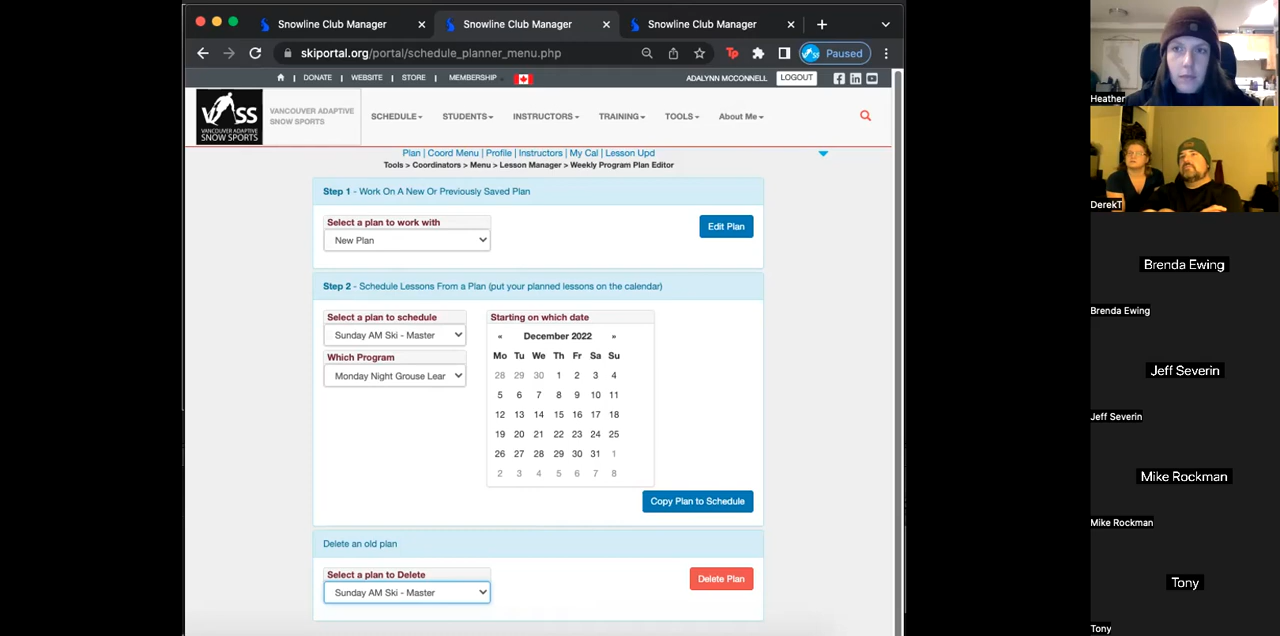 Snowline Club Manager
Snowline Club Manager
Snowline Club Manager
skiportal.org/portal/schedule_planner_menu.php
Tp
Paused
DONATE | WEBSITE | STORE | MEMBERSHIP
ADALYNN MCCONNELL
LOGOUT
VASS
VANCOUVER ADAPTIVE
SNOW SPORTS
VANCOUVER ADAPTIVE
SNOW SPORTS
SCHEDULE
STUDENTS
INSTRUCTORS
TRAINING
TOOLS
About Me
Plan | Coord Menu | Profile | Instructors | My Cal | Lesson Upd
Tools > Coordinators > Menu > Lesson Manager > Weekly Program Plan Editor
Step 1 - Work On A New Or Previously Saved Plan
Select a plan to work with
New Plan
Edit Plan
Step 2 - Schedule Lessons From a Plan (put your planned lessons on the calendar)
Select a plan to schedule
Sunday AM Ski - Master
Which Program
Monday Night Grouse Lear
Starting on which date
« December 2022 »
Mo Tu We Th Fr Sa Su
28 29 30 1 2 3 4
5 6 7 8 9 10 11
12 13 14 15 16 17 18
19 20 21 22 23 24 25
26 27 28 29 30 31 1
2 3 4 5 6 7 8
Copy Plan to Schedule
Delete an old plan
Select a plan to Delete
Sunday AM Ski - Master
Delete Plan
Heather
DerekT
Brenda Ewing
Brenda Ewing
Jeff Severin
Jeff Severin
Mike Rockman
Mike Rockman
Tony
Tony